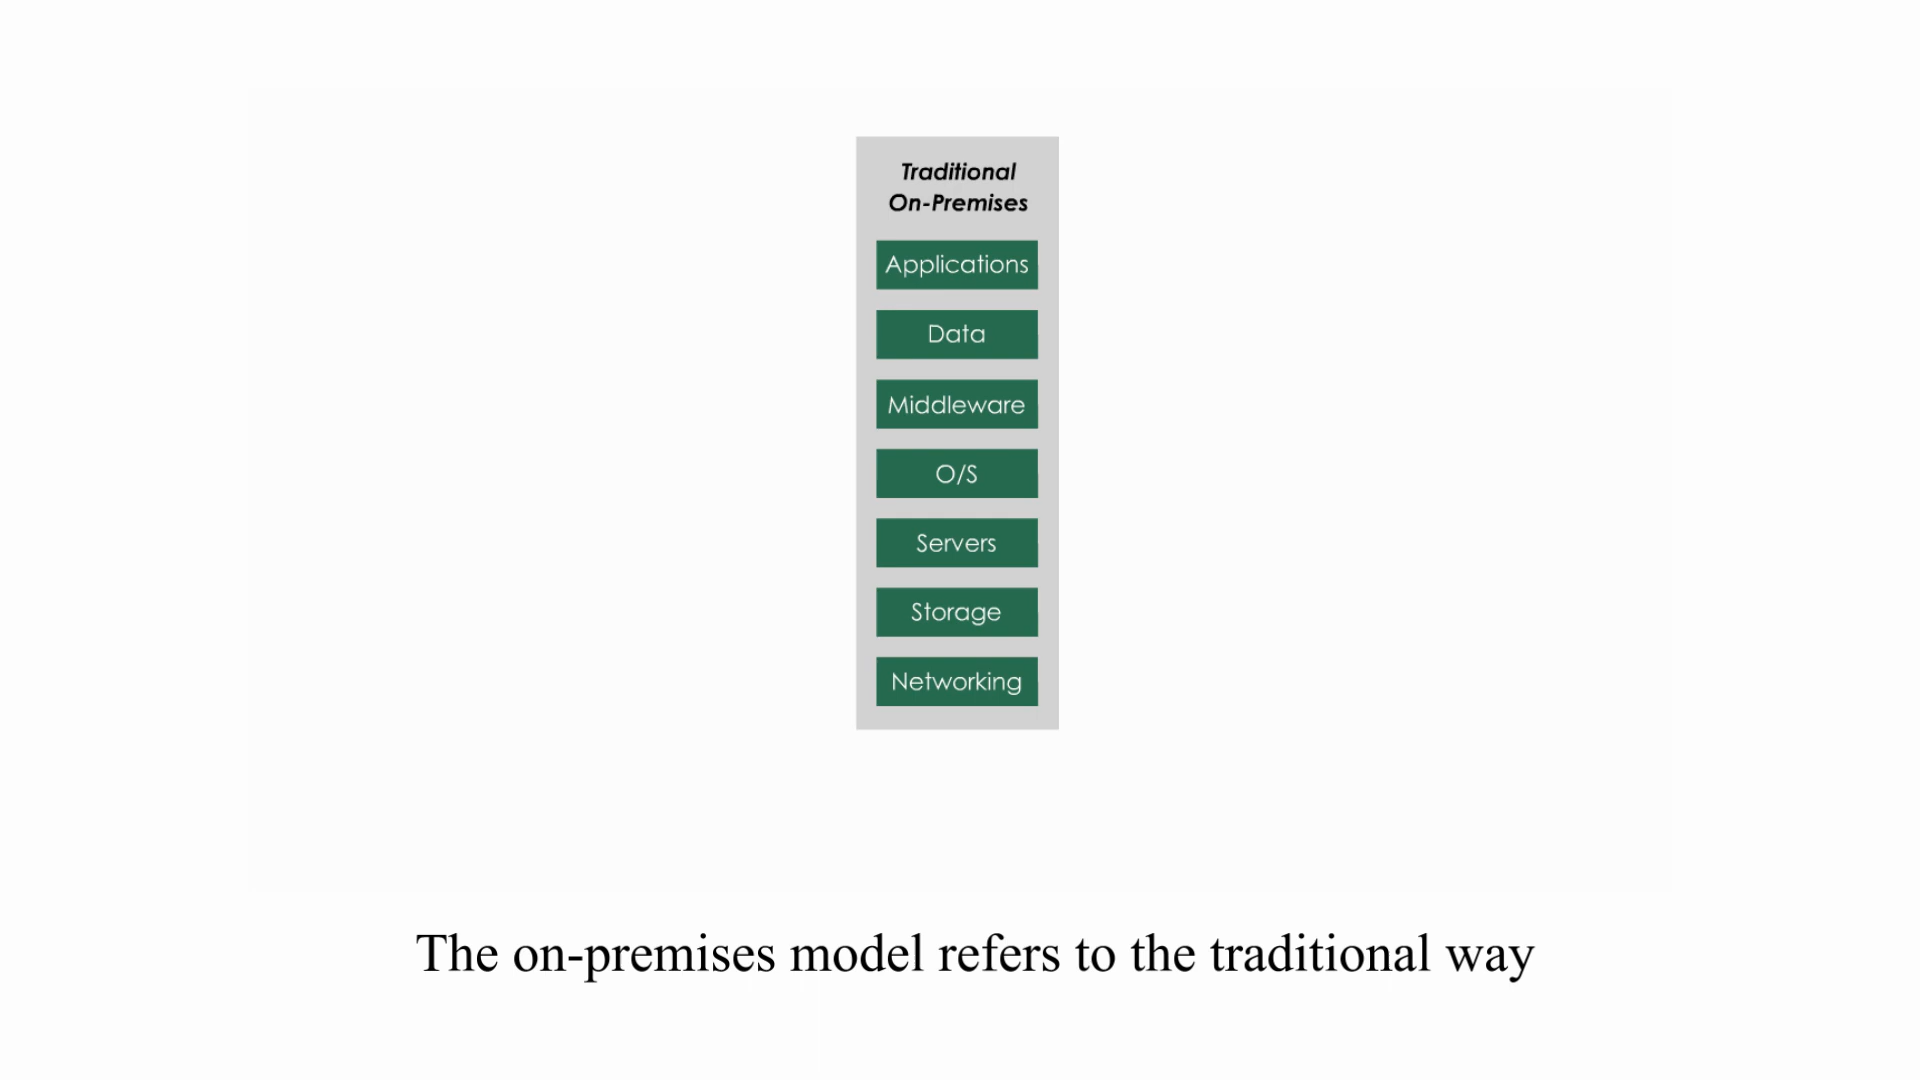 Traditional
On-Premises
Applications
Data
Middleware
O/S
Servers
Storage
Networking
The on-premises model refers to the traditional way